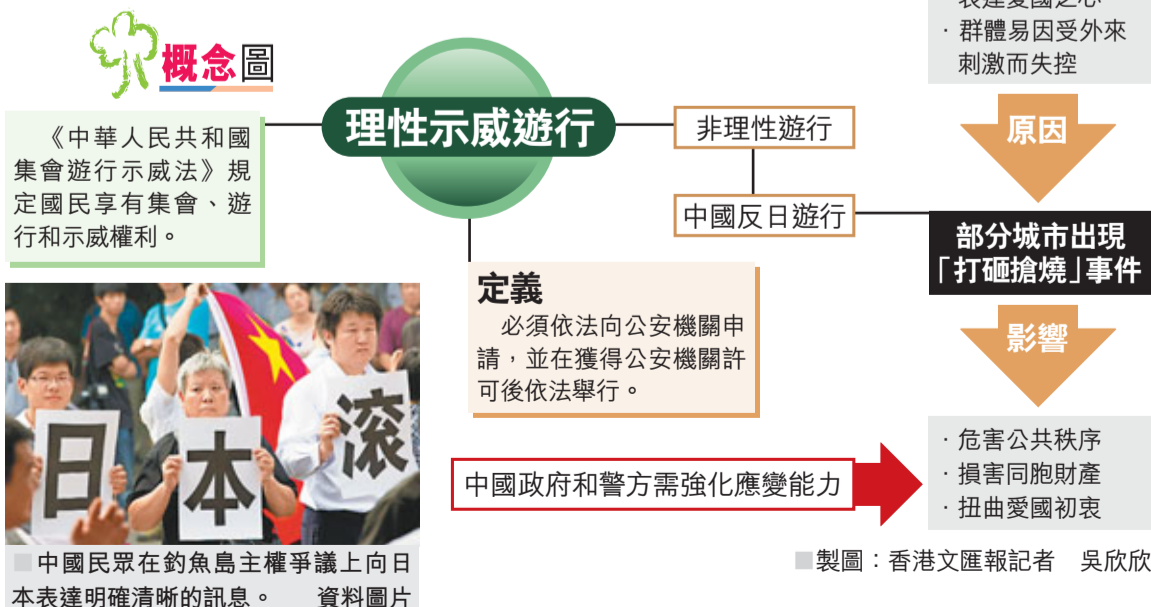 表達愛國之心
· 群體易因受外來
刺激而失控
概念圖
理性示威遊行
《中華人民共和國
集會遊行示威法》規
定國民享有集會、遊
行和示威權利。
非理性遊行
中國反日遊行
原因
部分城市出現
「打砸搶燒」事件
影響
定義
必須依法向公安機關申
請，並在獲得公安機關許
可後依法舉行。
日 本 滾
中國政府和警方需強化應變能力
· 危害公共秩序
· 損害同胞財產
· 扭曲愛國初衷
■中國民眾在釣魚島主權爭議上向日
本表達明確清晰的訊息。 資料圖片
■製圖：香港文匯報記者 吳欣欣